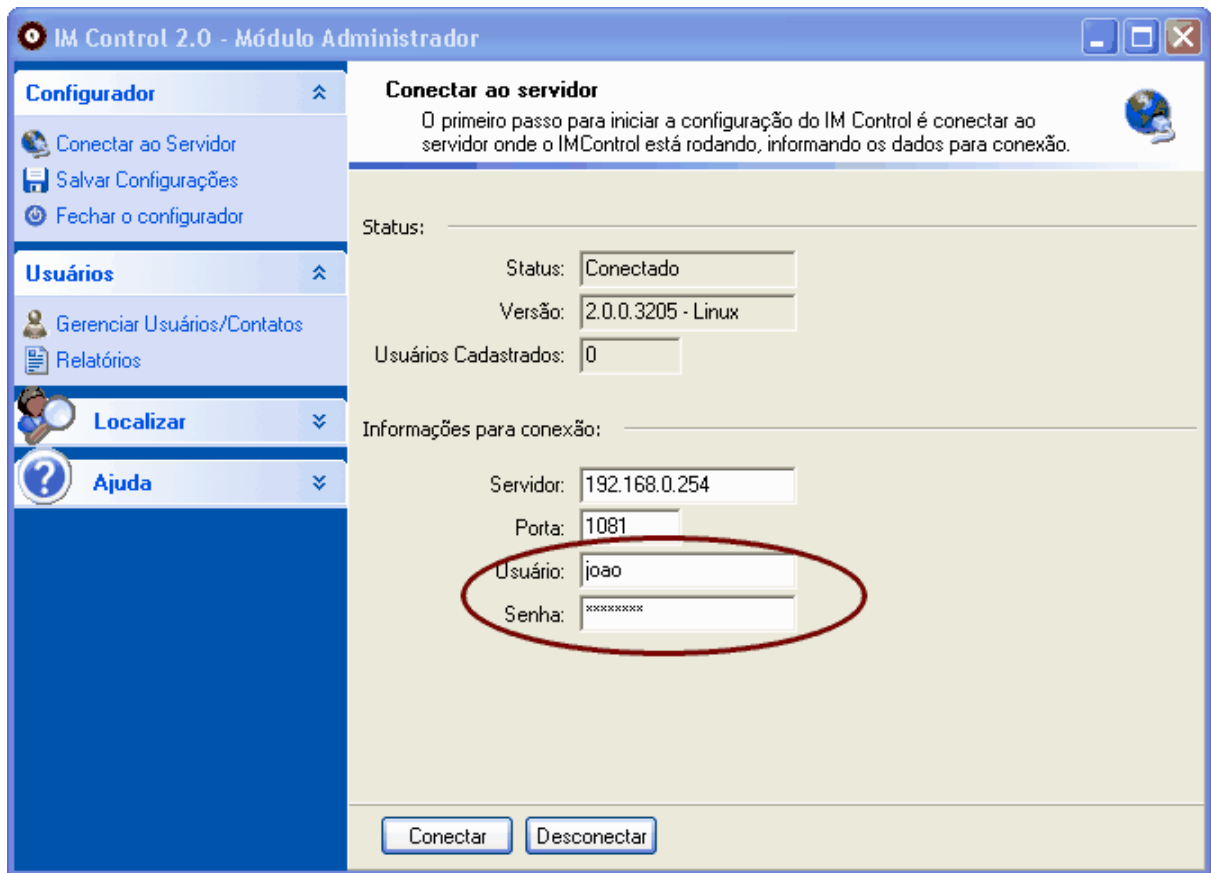 IM Control 2.0 - Módulo Administrador
Configurador
Conectar ao Servidor
Salvar Configurações
Fechar o configurador
Usuários
Gerenciar Usuários/Contatos
Relatórios
Localizar
Ajuda
Conectar ao servidor
O primeiro passo para iniciar a configuração do IM Control é conectar ao
servidor onde o IMControl está rodando, informando os dados para conexão.
Status:
Status: Conectado
Versão: 2.0.0.3205 - Linux
Usuários Cadastrados: 0
Informações para conexão:
Servidor: 192.168.0.254
Porta: 1081
Usuário: joao
Senha: ********
Conectar Desconectar